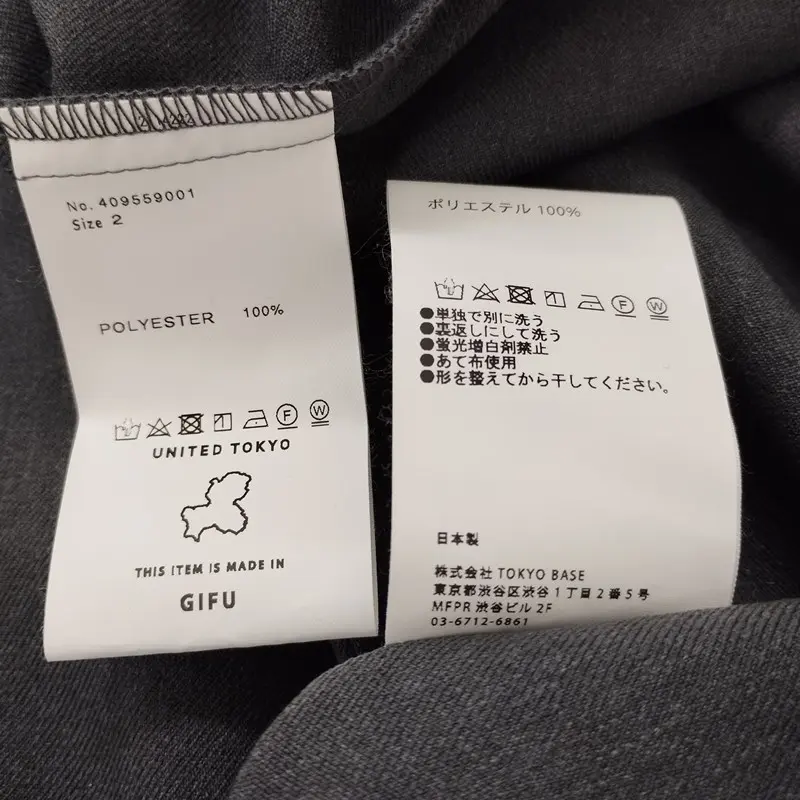 No. 409559001
Size 2
POLYESTER 100%
UNITED TOKYO
THIS ITEM IS MADE IN
GIFU
ポリエステル 100%
●単独で別に洗う
●裏返しにして洗う
●蛍光増白剤禁止
●あて布使用
●形を整えてから干してください。
日本製
株式会社 TOKYO BASE
東京都渋谷区渋谷1丁目2番5号
MFPR 渋谷ビル 2F
03-6712-6861